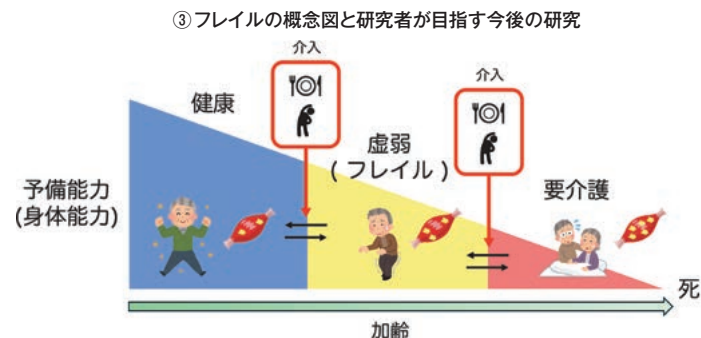 ③フレイルの概念図と研究者が目指す今後の研究
介入
健康
介入
虚弱
(フレイル)
予備能力
(身体能力)
要介護
死
加齢